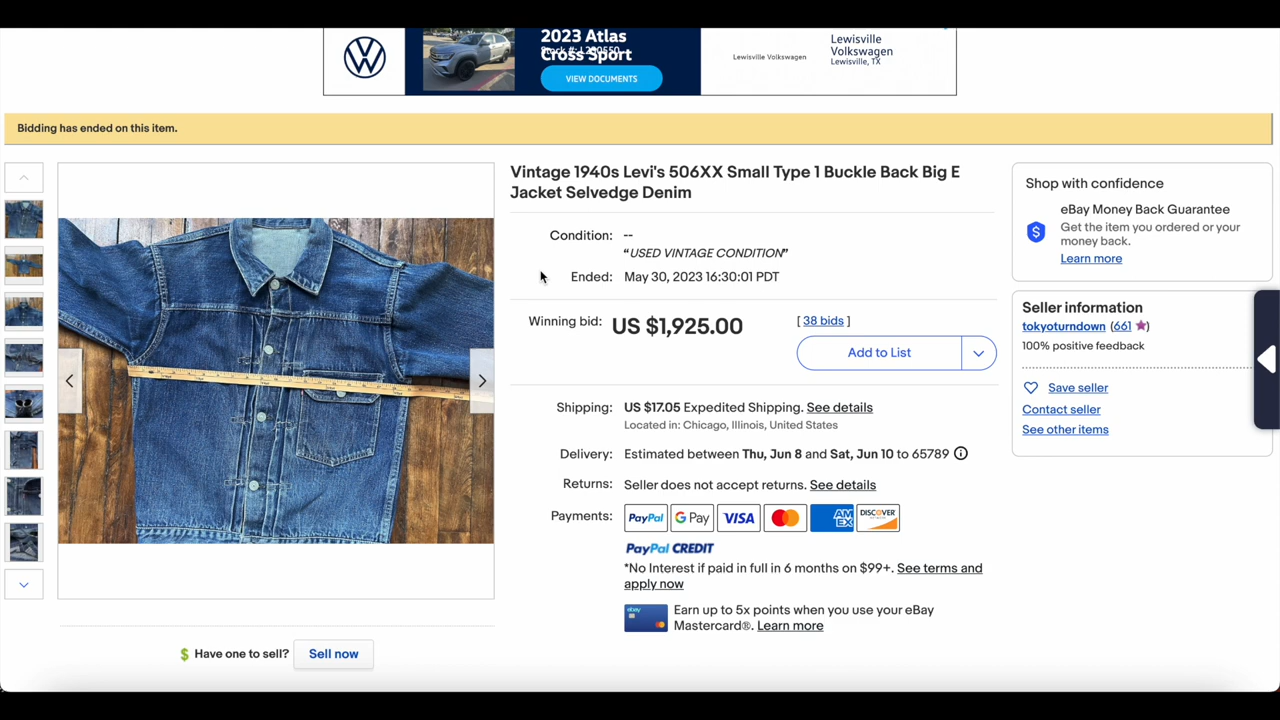 2023 Atlas
Cross Sport
VIEW DOCUMENTS
Lewisville Volkswagen
Lewisville
Volkswagen
Lewisville, TX
Bidding has ended on this item.
Vintage 1940s Levi's 506XX Small Type 1 Buckle Back Big E
Jacket Selvedge Denim
Condition: --
“USED VINTAGE CONDITION”
Ended: May 30, 2023 16:30:01 PDT
Winning bid: US $1,925.00 [ 38 bids ]
Add to List
Shipping: US $17.05 Expedited Shipping. See details
Located in: Chicago, Illinois, United States
Delivery: Estimated between Thu, Jun 8 and Sat, Jun 10 to 65789
Returns: Seller does not accept returns. See details
Payments: PayPal G Pay VISA MasterCard AMEX DISCOVER
PayPal CREDIT
*No Interest if paid in full in 6 months on $99+. See terms and
apply now
ebay
Earn up to 5x points when you use your eBay
Mastercard®. Learn more
Have one to sell? Sell now
Shop with confidence
eBay Money Back Guarantee
Get the item you ordered or your
money back.
Learn more
Seller information
tokyoturndown (661)
100% positive feedback
Save seller
Contact seller
See other items